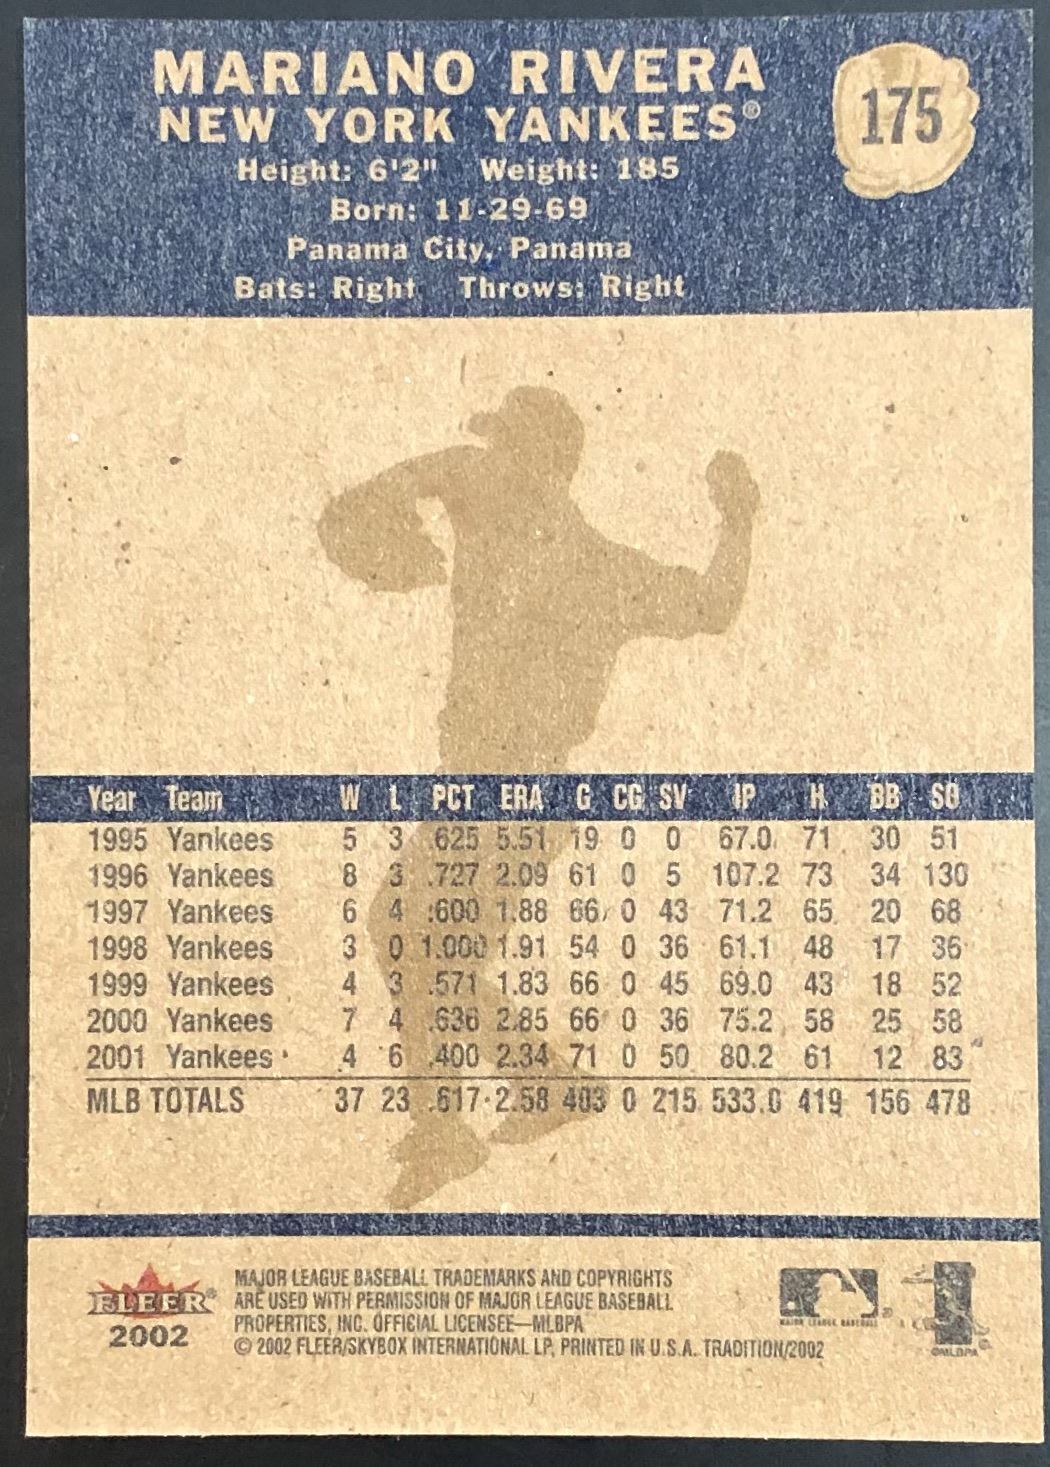 MARIANO RIVERA
175
NEW YORK YANKEES®
Height: 6'2" Weight: 185
Born: 11-29-69
Panama City, Panama
Bats: Right Throws: Right
Year Team W L PCT ERA G CG SV IP H BB SO
1995 Yankees 5 3 .625 5.51 19 0 0 67.0 71 30 51
1996 Yankees 8 3 .727 2.09 61 0 5 107.2 73 34 130
1997 Yankees 6 4 .600 1.88 66 0 43 71.2 65 20 68
1998 Yankees 3 0 1.000 1.91 54 0 36 61.1 48 17 36
1999 Yankees 4 3 .571 1.83 66 0 45 69.0 43 18 52
2000 Yankees 7 4 .636 2.85 66 0 36 75.2 58 25 58
2001 Yankees 4 6 .400 2.34 71 0 50 80.2 61 12 83
MLB TOTALS 37 23 .617 2.58 403 0 215 533.0 419 156 478
FLEER®
2002
MAJOR LEAGUE BASEBALL TRADEMARKS AND COPYRIGHTS
ARE USED WITH PERMISSION OF MAJOR LEAGUE BASEBALL
PROPERTIES, INC. OFFICIAL LICENSEE—MLBPA
© 2002 FLEER/SKYBOX INTERNATIONAL LP, PRINTED IN U.S.A. TRADITION/2002
MAJOR LEAGUE BASEBALL
©MLBPA